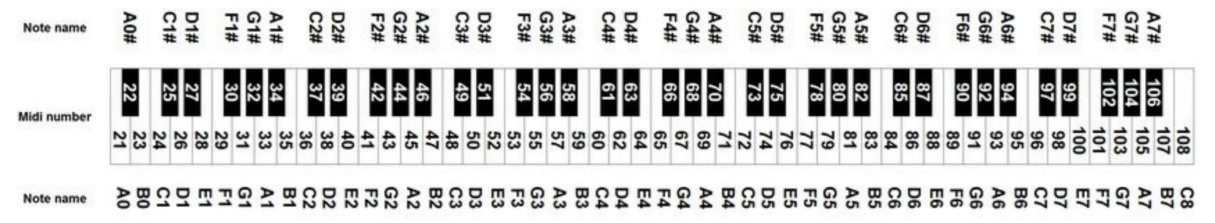 Note name A0# C1# D1# F1# G1# A1# C2# D2# F2# G2# A2# C3# D3# F3# G3# A3# C4# D4# F4# G4# A4# C5# D5# F5# G5# A5# C6# D6# F6# G6# A6# C7# D7# F7# G7# A7#
22 25 27 30 32 34 37 39 42 44 46 49 51 54 56 58 61 63 66 68 70 73 75 78 80 82 85 87 90 92 94 97 99 102 104 106
Midi number
21 23 24 26 28 29 31 33 35 36 38 40 41 43 45 47 48 50 52 53 55 57 59 60 62 64 65 67 69 71 72 74 76 77 79 81 83 84 86 88 89 91 93 95 96 98 100 101 103 105 107 108
Note name A0 B0 C1 D1 E1 F1 G1 A1 B1 C2 D2 E2 F2 G2 A2 B2 C3 D3 E3 F3 G3 A3 B3 C4 D4 E4 F4 G4 A4 B4 C5 D5 E5 F5 G5 A5 B5 C6 D6 E6 F6 G6 A6 B6 C7 D7 E7 F7 G7 A7 B7 C8